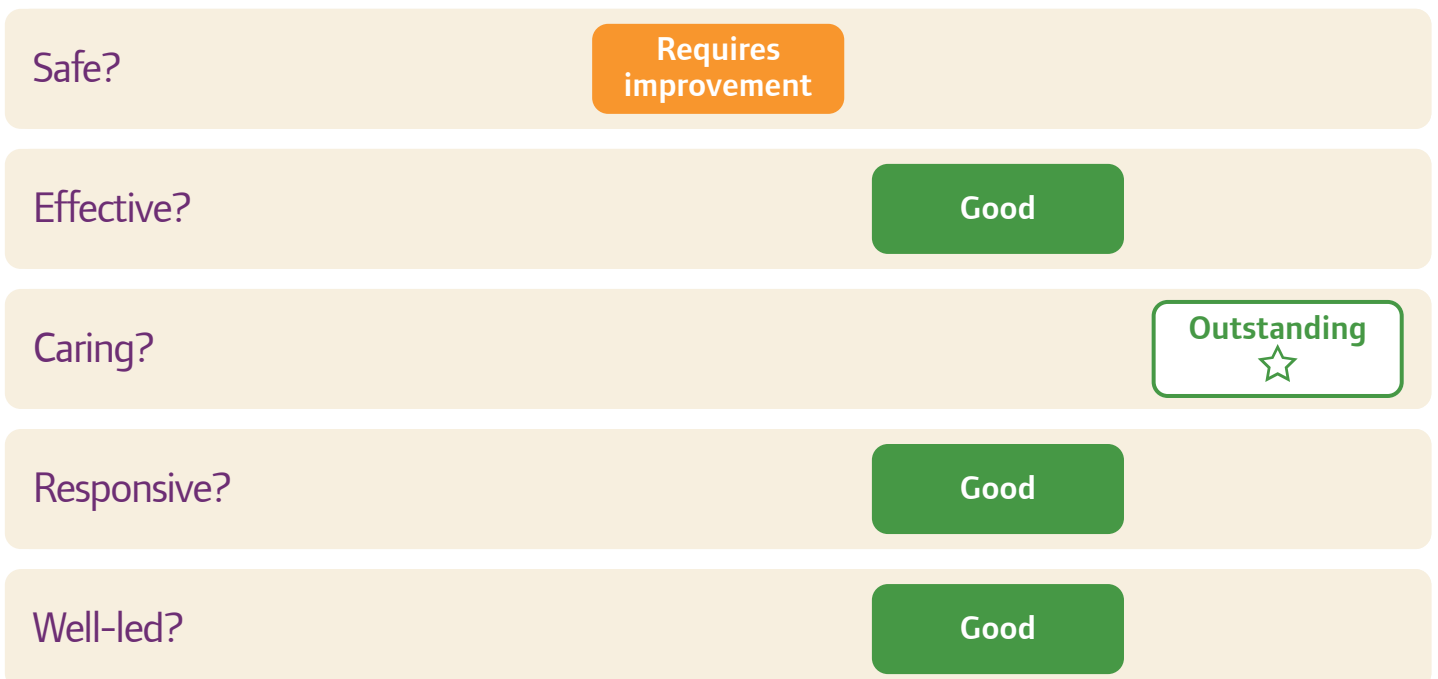 Safe?
Requires
improvement
Effective?
Good
Caring?
Outstanding
Responsive?
Good
Well-led?
Good